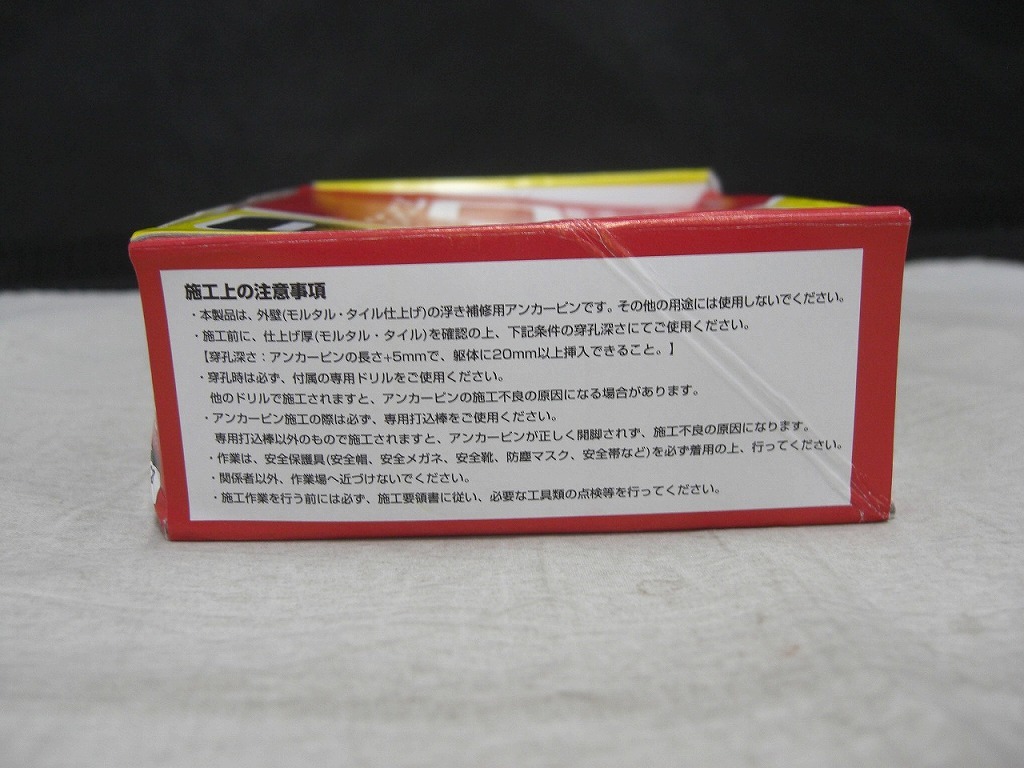 施工上の注意事項
・本製品は、外壁(モルタル・タイル仕上げ)の浮き補修用アンカーピンです。その他の用途には使用しないでください。
・施工前に、仕上げ厚(モルタル・タイル)を確認の上、下記条件の穿孔深さにてご使用ください。
【穿孔深さ：アンカーピンの長さ+5mmで、躯体に20mm以上挿入できること。】
・穿孔時は必ず、付属の専用ドリルをご使用ください。
他のドリルで施工されますと、アンカーピンの施工不良の原因になる場合があります。
・アンカーピン施工の際は必ず、専用打込棒をご使用ください。
専用打込棒以外のもので施工されますと、アンカーピンが正しく開脚されず、施工不良の原因になります。
・作業は、安全保護具(安全帽、安全メガネ、安全靴、防塵マスク、安全帯など)を必ず着用の上、行ってください。
・関係者以外、作業場へ近づけないでください。
・施工作業を行う前には必ず、施工要領書に従い、必要な工具類の点検等を行ってください。